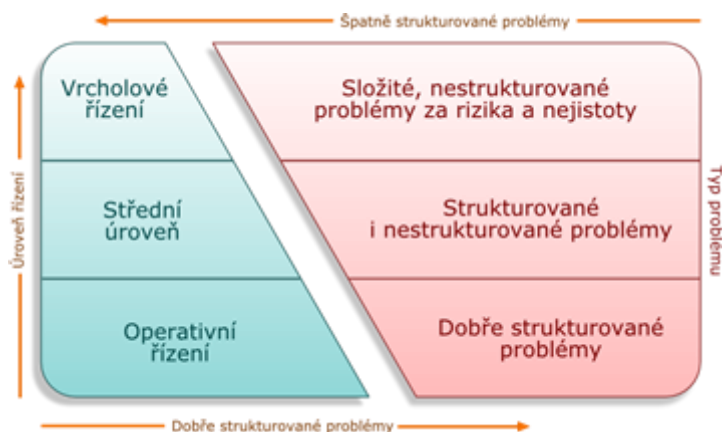 Špatně strukturované problémy
Vrcholové
řízení
Složité, nestrukturované
problémy za rizika a nejistoty
Úroveň řízení
Střední
úroveň
Strukturované
i nestrukturované problémy
Typ problému
Operativní
řízení
Dobře strukturované
problémy
Dobře strukturované problémy